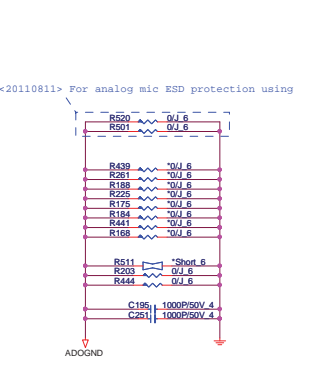 <20110811> For analog mic ESD protection using
R520 0/J_6
R501 0/J_6
R439 *0/J_6
R261 *0/J_6
R188 *0/J_6
R225 *0/J_6
R175 *0/J_6
R184 *0/J_6
R441 *0/J_6
R168 *0/J_6
R511 *Short_6
R203 0/J_6
R444 0/J_6
C195 1000P/50V_4
C251 1000P/50V_4
ADOGND